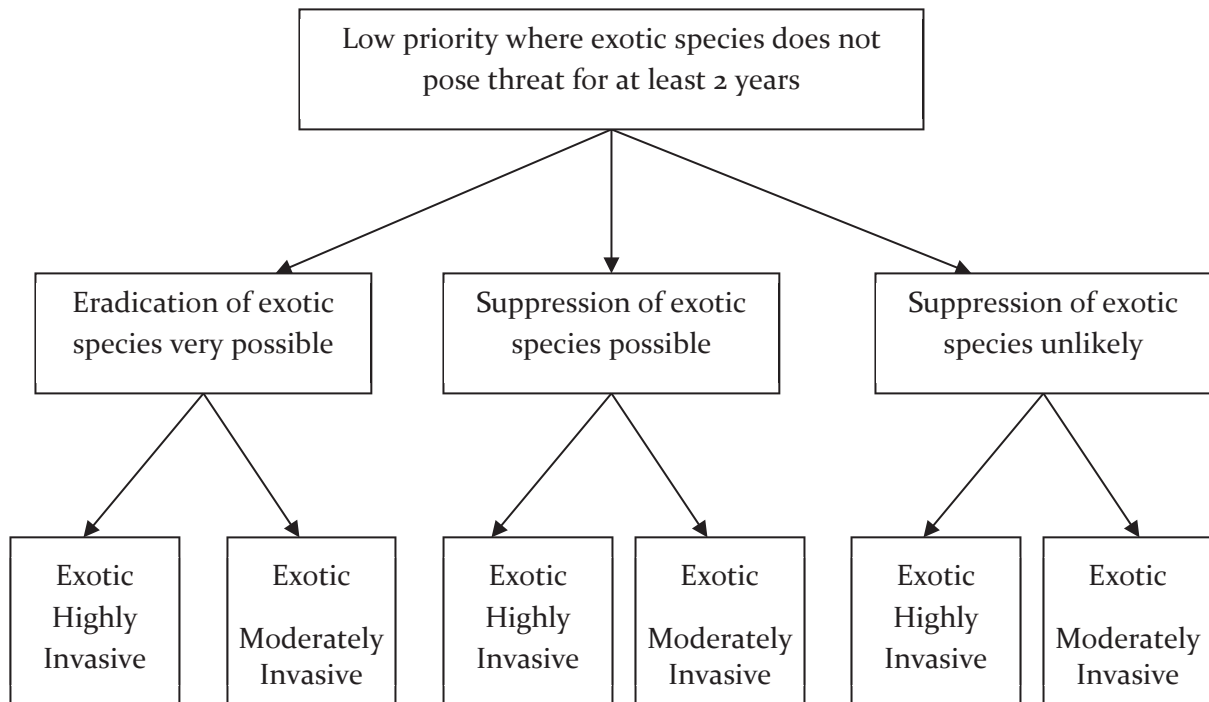 Low priority where exotic species does not
pose threat for at least 2 years
Eradication of exotic
species very possible
Suppression of exotic
species possible
Suppression of exotic
species unlikely
Exotic
Highly
Invasive
Exotic
Moderately
Invasive
Exotic
Highly
Invasive
Exotic
Moderately
Invasive
Exotic
Highly
Invasive
Exotic
Moderately
Invasive